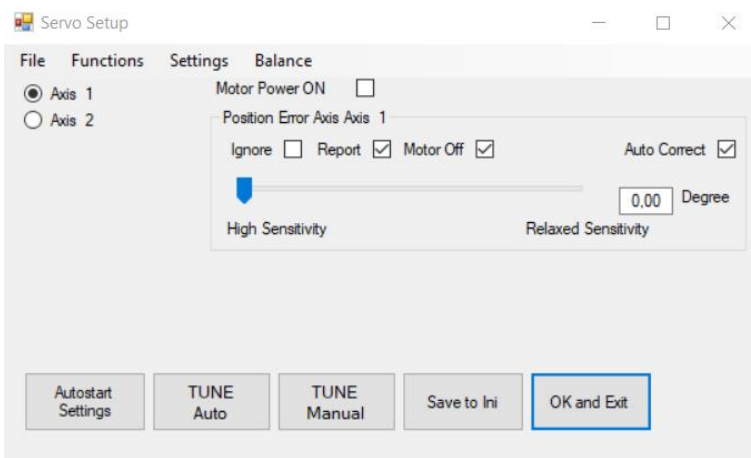 Servo Setup
File Functions Settings Balance
Axis 1
Axis 2
Motor Power ON
Position Error Axis Axis 1
Ignore Report Motor Off Auto Correct
0,00 Degree
High Sensitivity Relaxed Sensitivity
Autostart
Settings
TUNE
Auto
TUNE
Manual
Save to Ini
OK and Exit